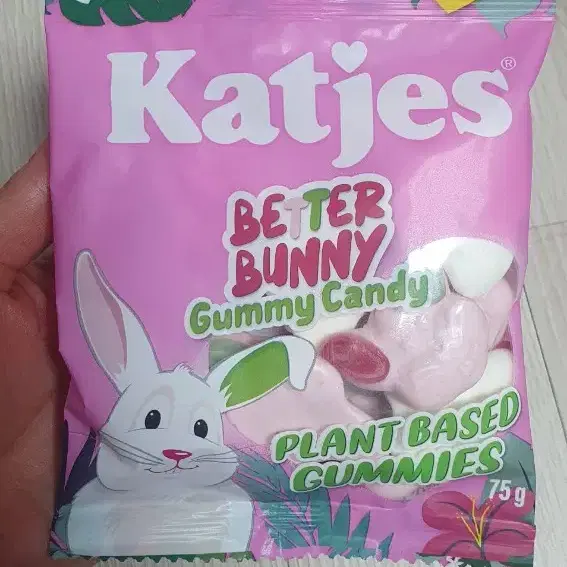 Katjes®
BETTER
BUNNY
Gummy Candy
PLANT BASED
GUMMIES
75g